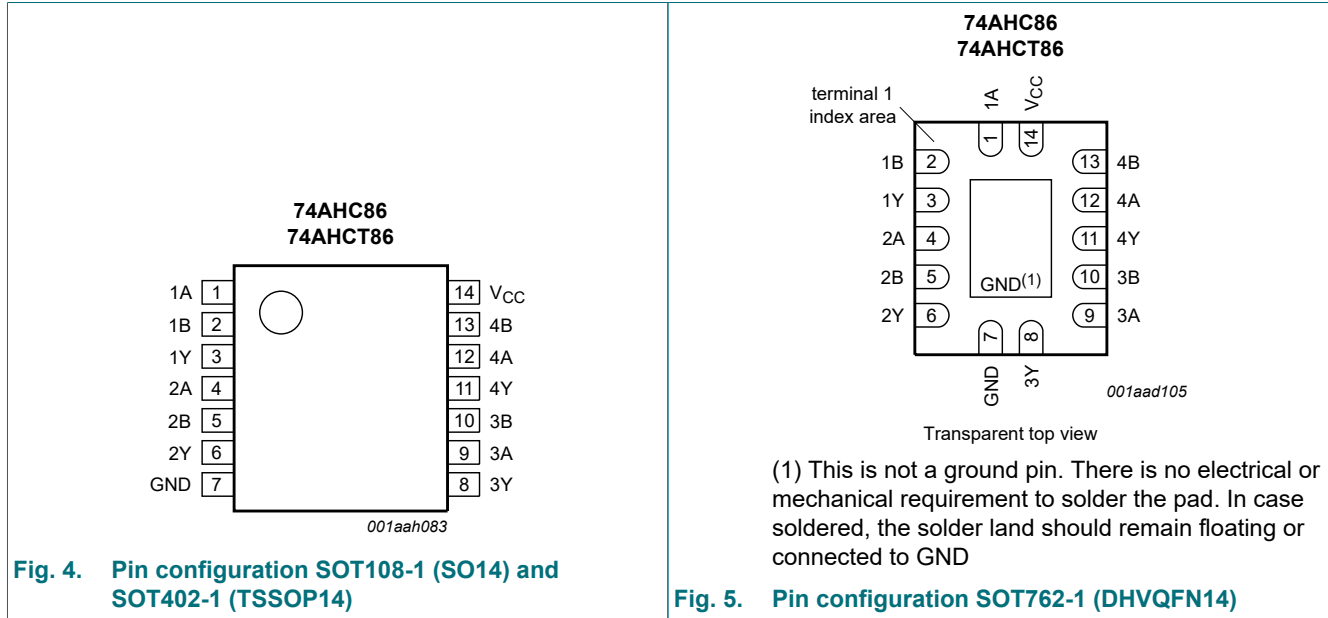 74AHC86
74AHCT86
1A 1
1B 2
1Y 3
2A 4
2B 5
2Y 6
GND 7
14 VCC
13 4B
12 4A
11 4Y
10 3B
9 3A
8 3Y
001aah083
Fig. 4. Pin configuration SOT108-1 (SO14) and
SOT402-1 (TSSOP14)
74AHC86
74AHCT86
terminal 1
index area
1A
VCC
1
14
1B 2
1Y 3
2A 4
2B 5
2Y 6
13 4B
12 4A
11 4Y
10 3B
9 3A
GND(1)
7
8
GND
3Y
001aad105
Transparent top view
(1) This is not a ground pin. There is no electrical or
mechanical requirement to solder the pad. In case
soldered, the solder land should remain floating or
connected to GND
Fig. 5. Pin configuration SOT762-1 (DHVQFN14)